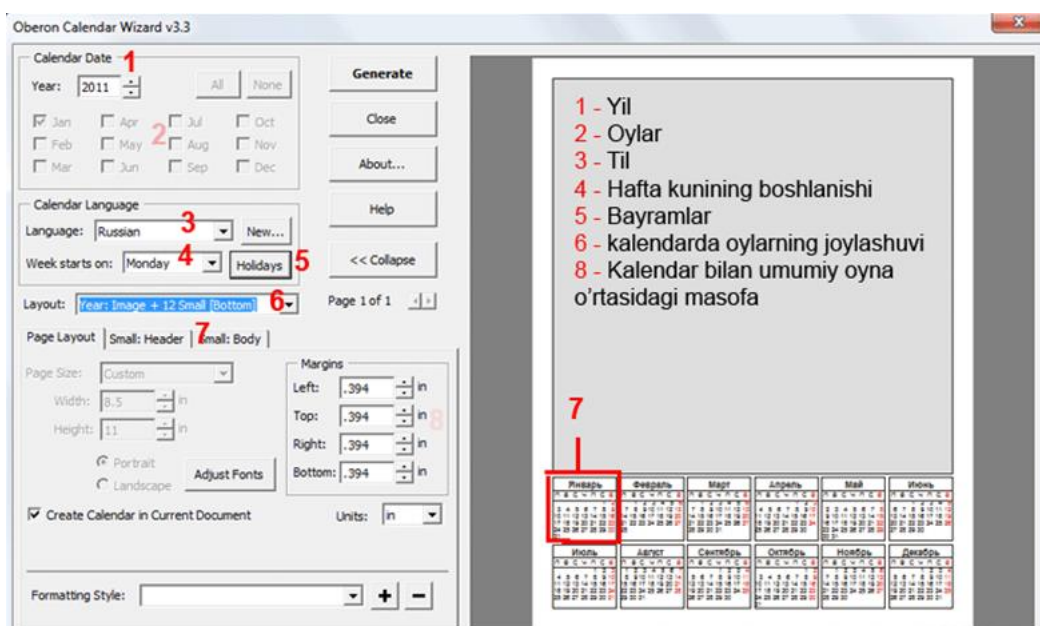 Oberon Calendar Wizard v3.3
Calendar Date 1
Year: 2011 All None
Jan Apr Jul Oct
2
Feb May Aug Nov
Mar Jun Sep Dec
Generate
Close
About...
Help
<< Collapse
Calendar Language
Language: Russian 3 New...
Week starts on: Monday 4 Holidays 5
Layout: Year: Image + 12 Small [Bottom] 6 Page 1 of 1
7
Page Layout Small: Header Small: Body
Page Size: Custom
Width: 8.5 in
Height: 11 in
Portrait
Landscape
Adjust Fonts
Margins
Left: .394 in
Top: .394 in
8
Right: .394 in
Bottom: .394 in
Create Calendar in Current Document Units: in
Formatting Style:
1 - Yil
2 - Oylar
3 - Til
4 - Hafta kunining boshlanishi
5 - Bayramlar
6 - kalendarda oylarning joylashuvi
8 - Kalendar bilan umumiy oyna
o’rtasidagi masofa
7
Январь Февраль Март Апрель Май Июнь
Июль Август Сентябрь Октябрь Ноябрь Декабрь